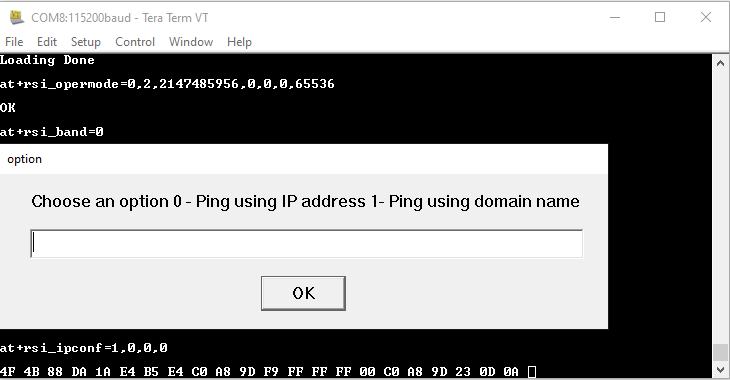 COM8:115200baud - Tera Term VT
File Edit Setup Control Window Help
Loading Done
at+rsi_opermode=0,2,2147485956,0,0,0,65536
OK
at+rsi_band=0
option
Choose an option 0 - Ping using IP address 1- Ping using domain name
OK
at+rsi_ipconf=1,0,0,0
4F 4B 88 DA 1A E4 B5 E4 C0 A8 9D F9 FF FF FF 00 C0 A8 9D 23 0D 0A